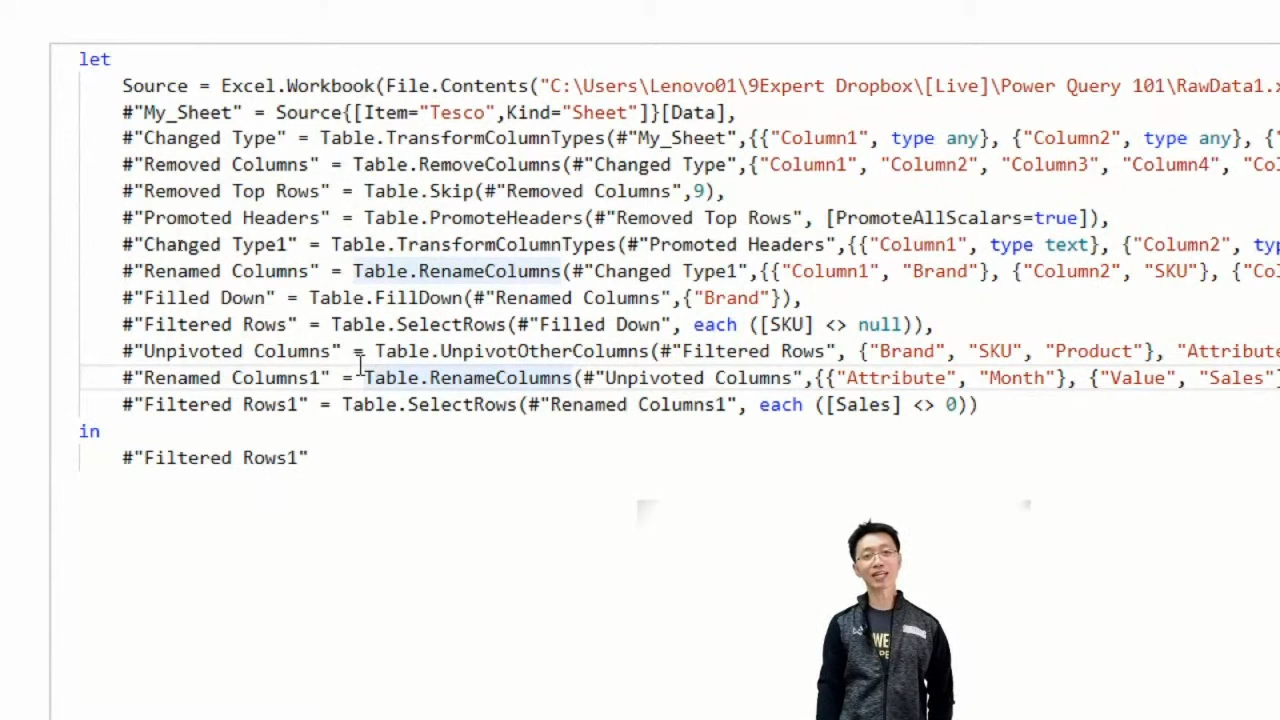 let
Source = Excel.Workbook(File.Contents("C:\Users\Lenovo01\9Expert Dropbox\[Live]\Power Query 101\RawData1.x
#"My_Sheet" = Source{[Item="Tesco",Kind="Sheet"]}[Data],
#"Changed Type" = Table.TransformColumnTypes(#"My_Sheet",{{"Column1", type any}, {"Column2", type any}, {"
#"Removed Columns" = Table.RemoveColumns(#"Changed Type",{"Column1", "Column2", "Column3", "Column4", "Co
#"Removed Top Rows" = Table.Skip(#"Removed Columns",9),
#"Promoted Headers" = Table.PromoteHeaders(#"Removed Top Rows", [PromoteAllScalars=true]),
#"Changed Type1" = Table.TransformColumnTypes(#"Promoted Headers",{{"Column1", type text}, {"Column2", typ
#"Renamed Columns" = Table.RenameColumns(#"Changed Type1",{{"Column1", "Brand"}, {"Column2", "SKU"}, {"Co
#"Filled Down" = Table.FillDown(#"Renamed Columns",{"Brand"}),
#"Filtered Rows" = Table.SelectRows(#"Filled Down", each ([SKU] <> null)),
#"Unpivoted Columns" = Table.UnpivotOtherColumns(#"Filtered Rows", {"Brand", "SKU", "Product"}, "Attribute
#"Renamed Columns1" = Table.RenameColumns(#"Unpivoted Columns",{{"Attribute", "Month"}, {"Value", "Sales"}
#"Filtered Rows1" = Table.SelectRows(#"Renamed Columns1", each ([Sales] <> 0))
in
#"Filtered Rows1"